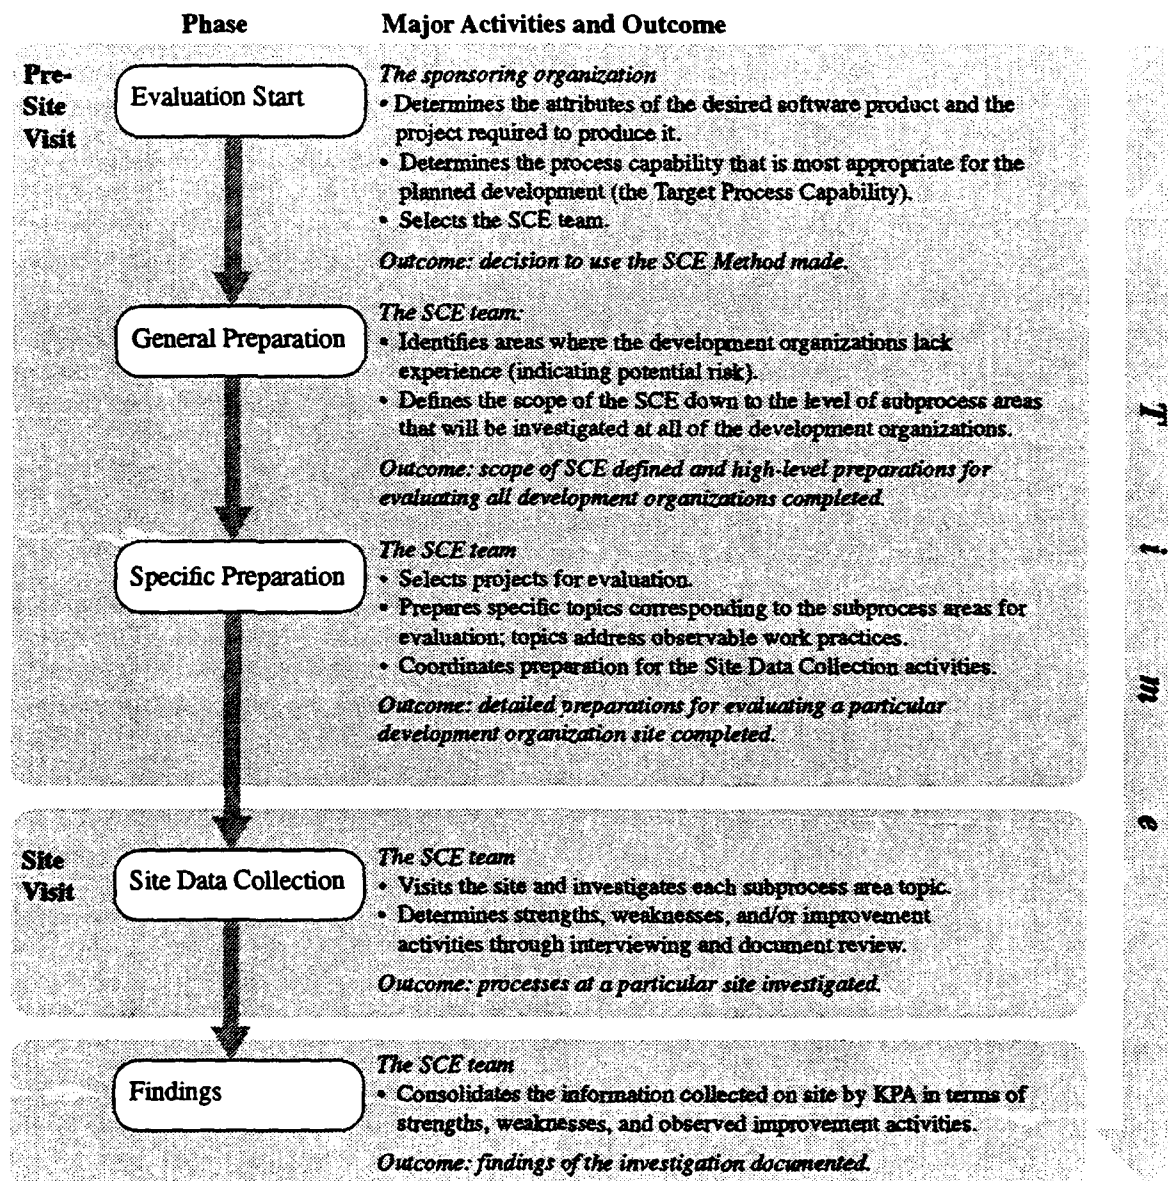 Phase Major Activities and Outcome
Pre-
Site
Visit
Evaluation Start
The sponsoring organization
• Determines the attributes of the desired software product and the
project required to produce it.
• Determines the process capability that is most appropriate for the
planned development (the Target Process Capability).
• Selects the SCE team.
Outcome: decision to use the SCE Method made.
General Preparation
The SCE team:
• Identifies areas where the development organizations lack
experience (indicating potential risk).
• Defines the scope of the SCE down to the level of subprocess areas
that will be investigated at all of the development organizations.
Outcome: scope of SCE defined and high-level preparations for
evaluating all development organizations completed.
Specific Preparation
The SCE team
• Selects projects for evaluation.
• Prepares specific topics corresponding to the subprocess areas for
evaluation; topics address observable work practices.
• Coordinates preparation for the Site Data Collection activities.
Outcome: detailed preparations for evaluating a particular
development organization site completed.
Site
Visit
Site Data Collection
The SCE team
• Visits the site and investigates each subprocess area topic.
• Determines strengths, weaknesses, and/or improvement
activities through interviewing and document review.
Outcome: processes at a particular site investigated.
Findings
The SCE team
• Consolidates the information collected on site by KPA in terms of
strengths, weaknesses, and observed improvement activities.
Outcome: findings of the investigation documented.
Time